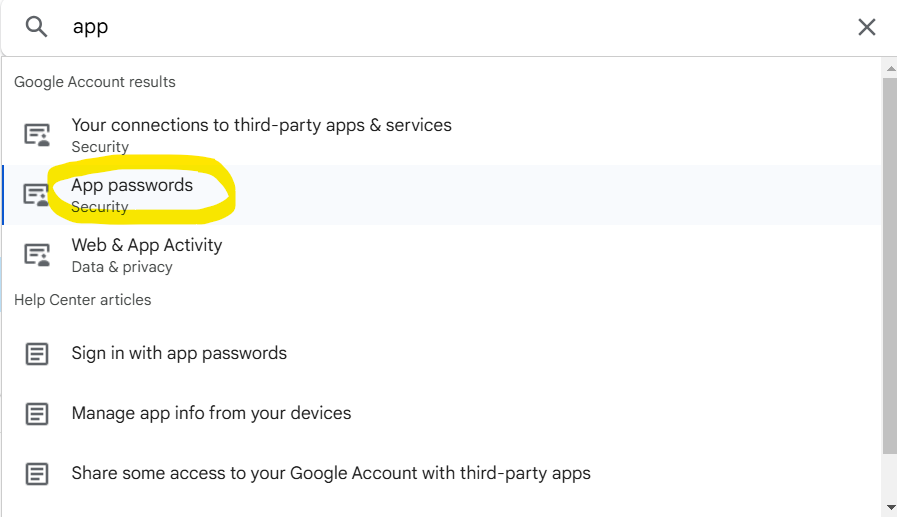 app
Google Account results
Your connections to third-party apps & services
Security
App passwords
Security
Web & App Activity
Data & privacy
Help Center articles
Sign in with app passwords
Manage app info from your devices
Share some access to your Google Account with third-party apps